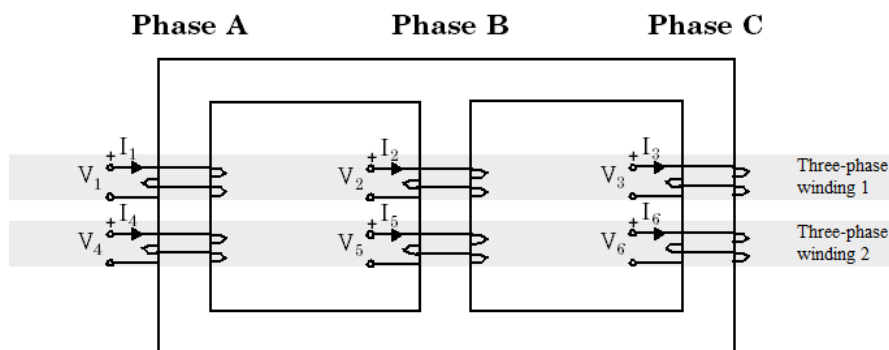 Phase A Phase B Phase C
+ I1 + I2 + I3
V1 V2 V3
Three-phase
winding 1
+ I4 + I5 + I6
V4 V5 V6
Three-phase
winding 2